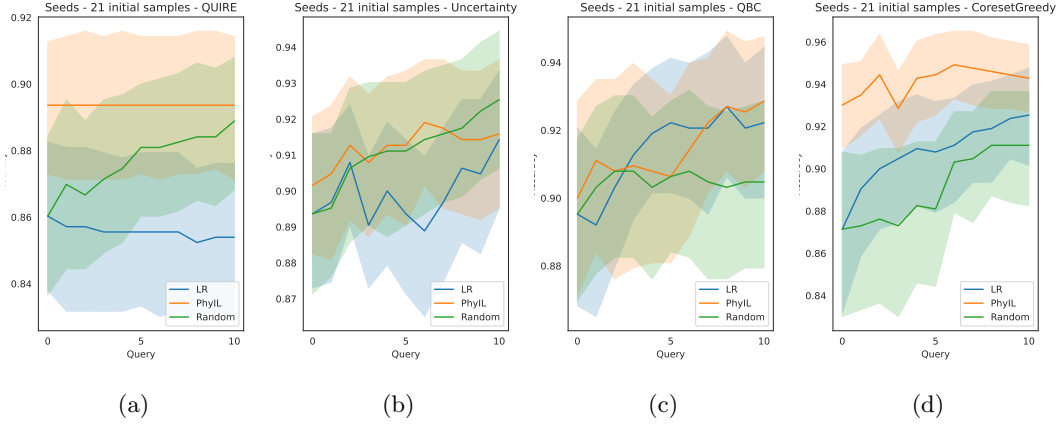 Seeds - 21 initial samples - QUIRE
0.92
0.90
0.88
0.86
0.84
0
5
10
Query
LR
PhyIL
Random
(a)
Seeds - 21 initial samples - Uncertainty
0.94
0.93
0.92
0.91
0.90
0.89
0.88
0.87
0
5
10
Query
LR
PhyIL
Random
(b)
Seeds - 21 initial samples - QBC
0.94
0.92
0.90
0.88
0
5
10
Query
LR
PhyIL
Random
(c)
Seeds - 21 initial samples - CoresetGreedy
0.96
0.94
0.92
0.90
0.88
0.86
0.84
0
5
10
Query
LR
PhyIL
Random
(d)